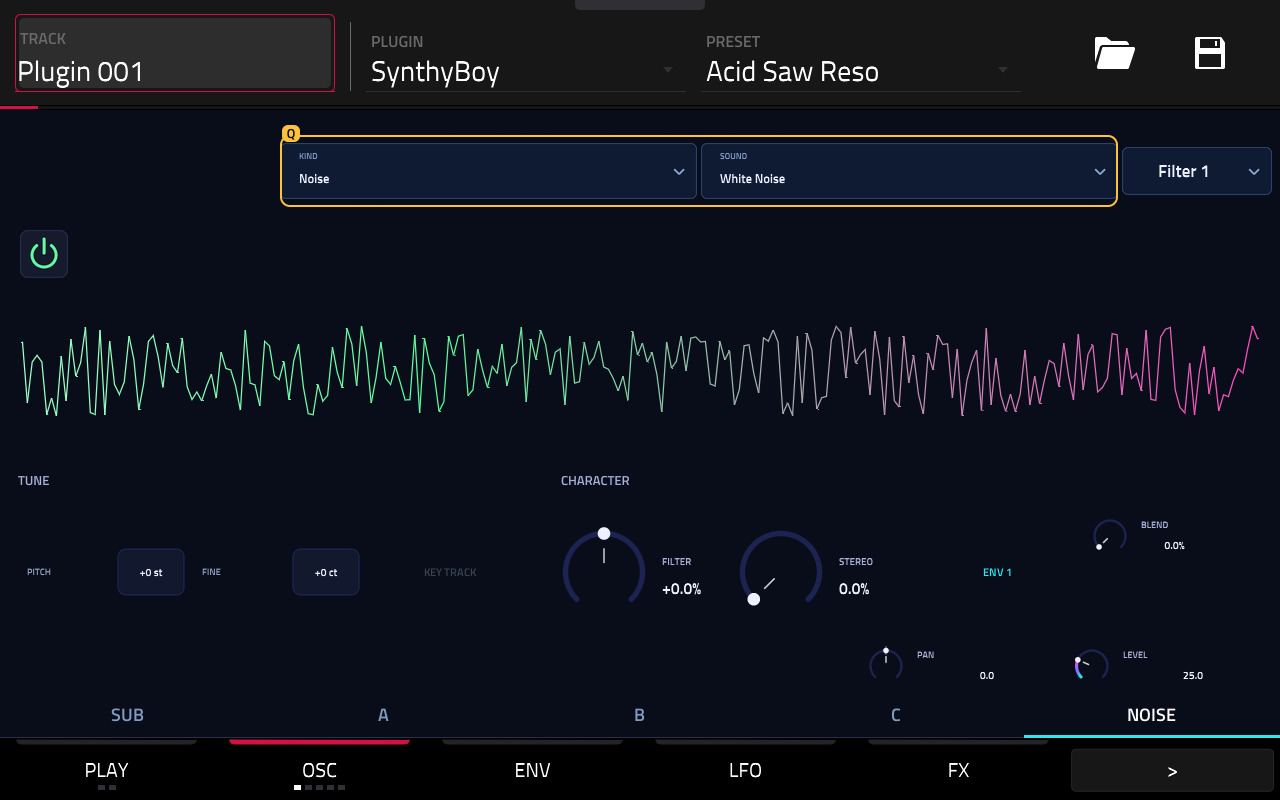 TRACK
Plugin 001
PLUGIN
SynthyBoy
PRESET
Acid Saw Reso
Q
KIND
Noise
SOUND
White Noise
Filter 1
TUNE
CHARACTER
PITCH
+0 st
FINE
+0 ct
KEY TRACK
FILTER
+0.0%
STEREO
0.0%
ENV 1
BLEND
0.0%
PAN
0.0
LEVEL
25.0
SUB
A
B
C
NOISE
PLAY
OSC
ENV
LFO
FX
>